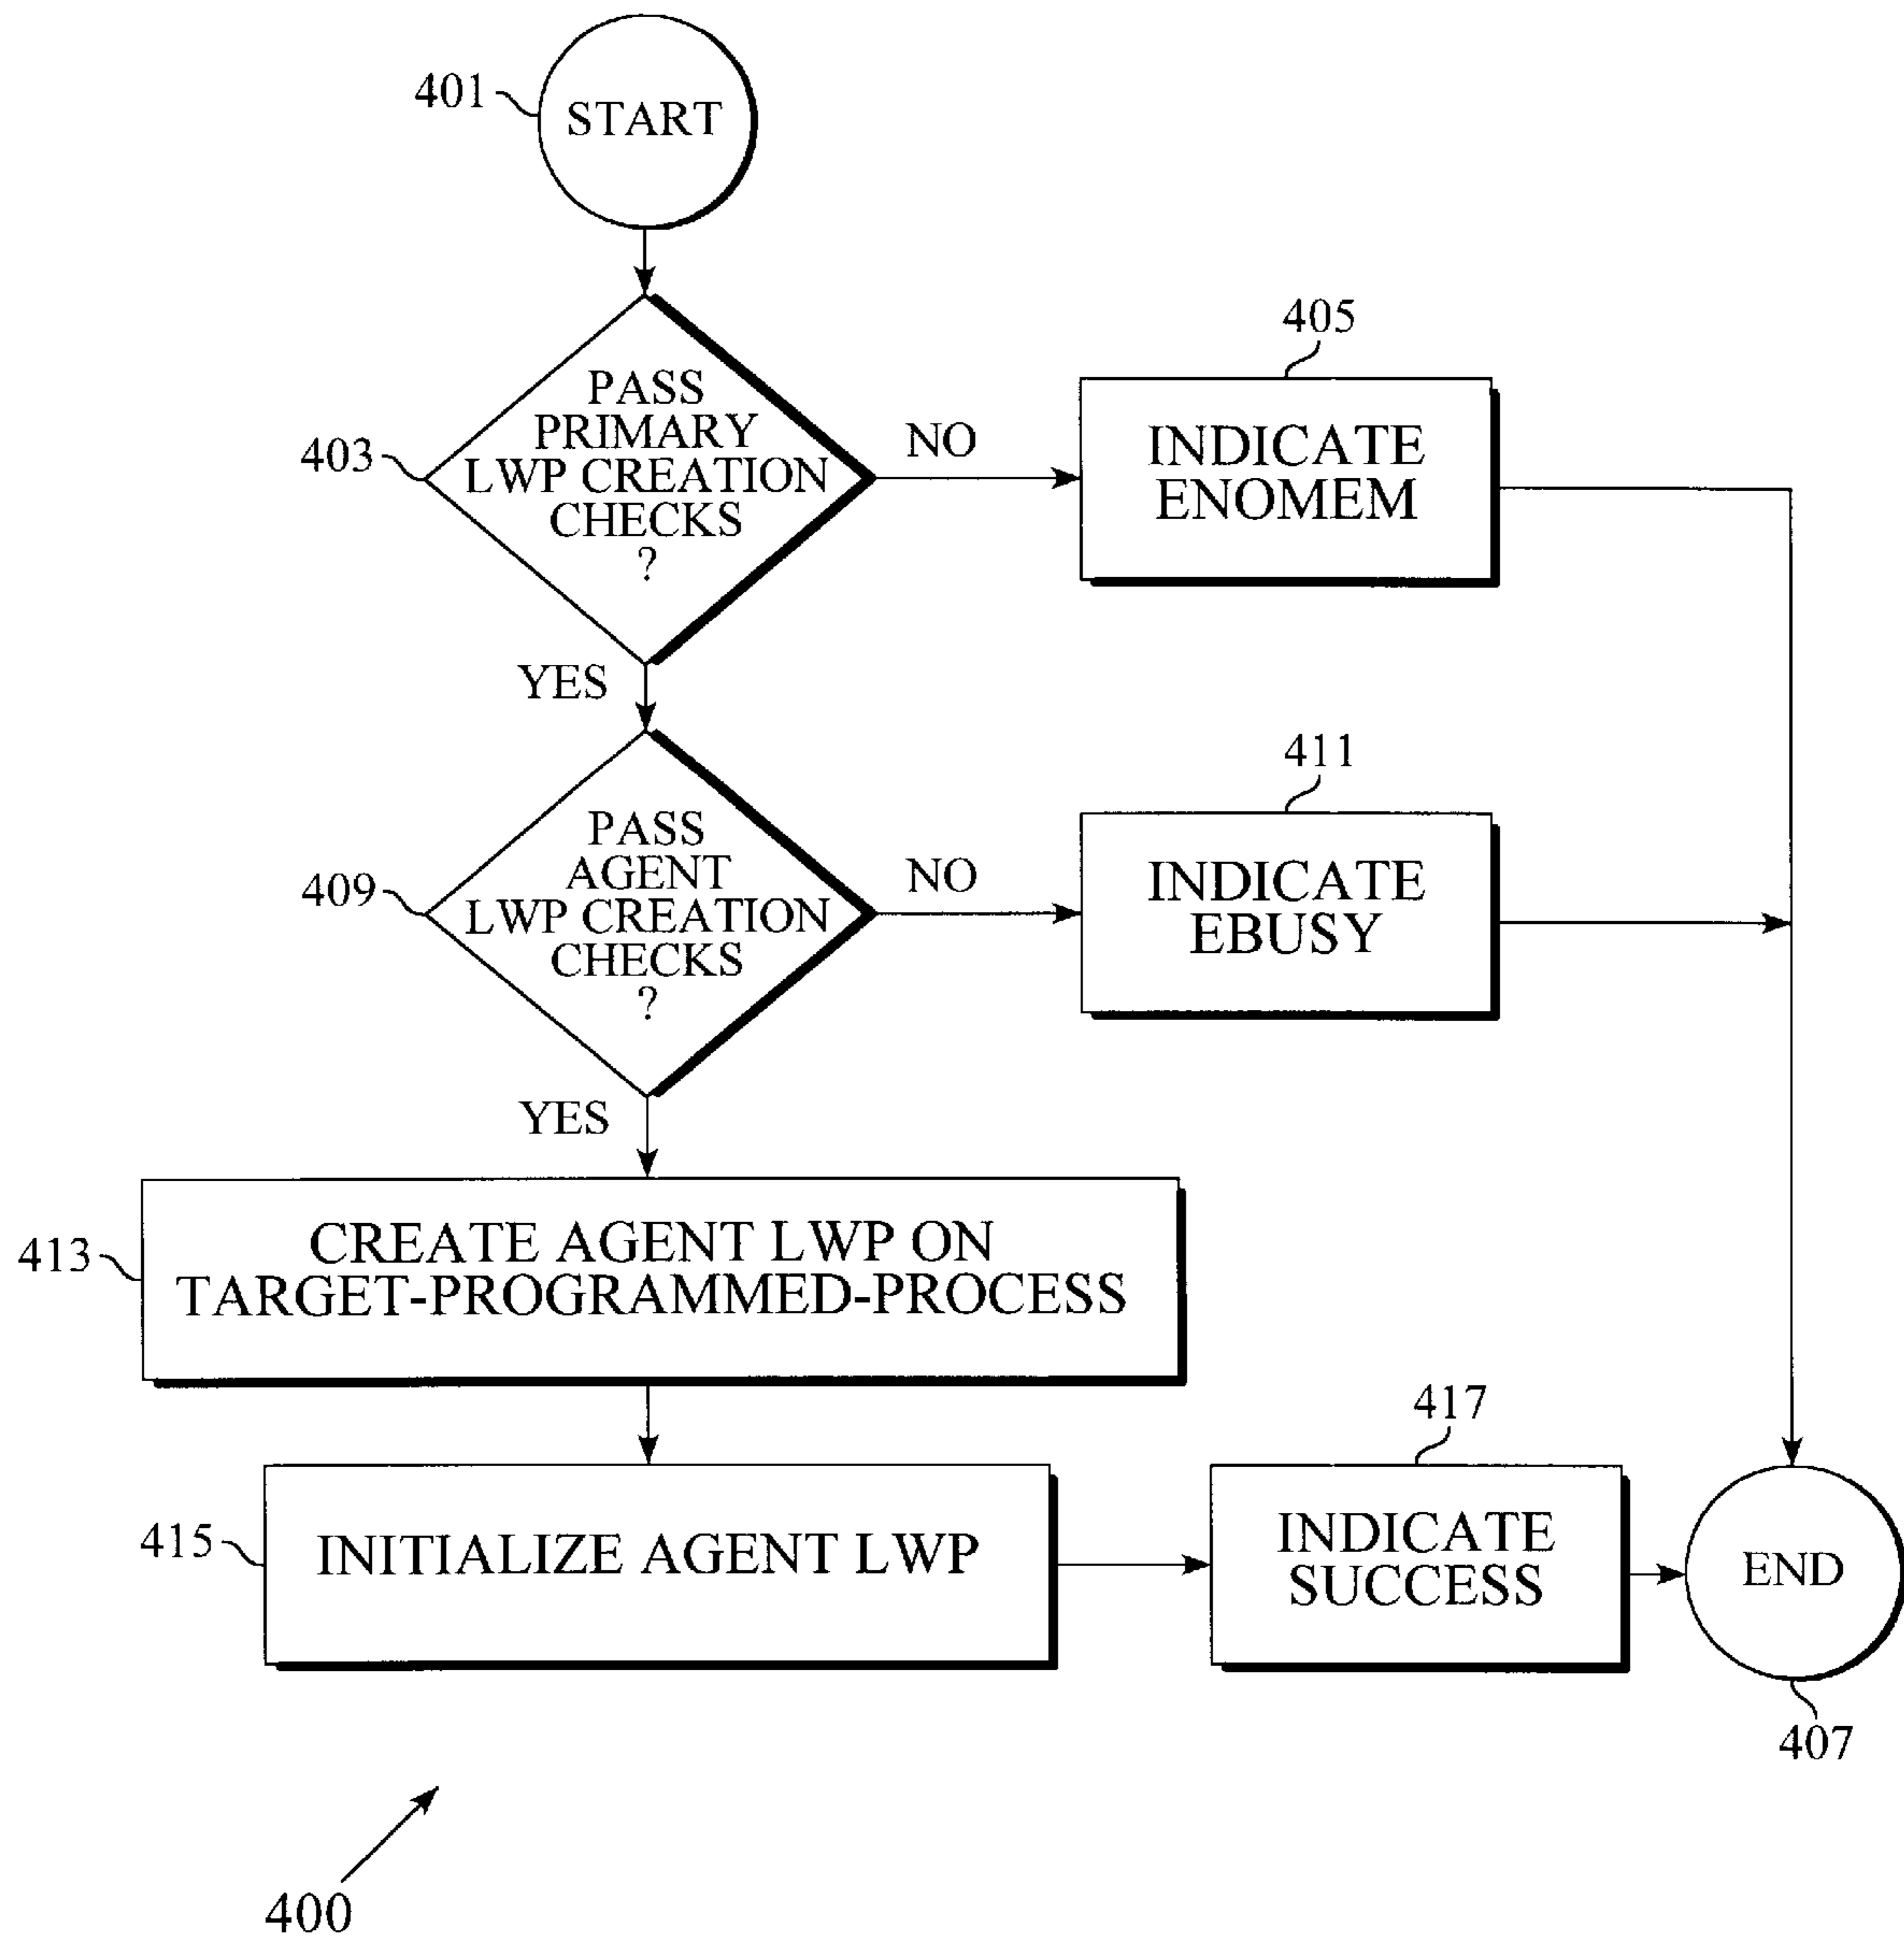 401
START
405
PASS
PRIMARY
LWP CREATION
CHECKS
?
403
NO
INDICATE
ENOMEM
YES
411
PASS
AGENT
LWP CREATION
CHECKS
?
409
NO
INDICATE
EBUSY
YES
413
CREATE AGENT LWP ON
TARGET-PROGRAMMED-PROCESS
417
415
INITIALIZE AGENT LWP
INDICATE
SUCCESS
END
407
400